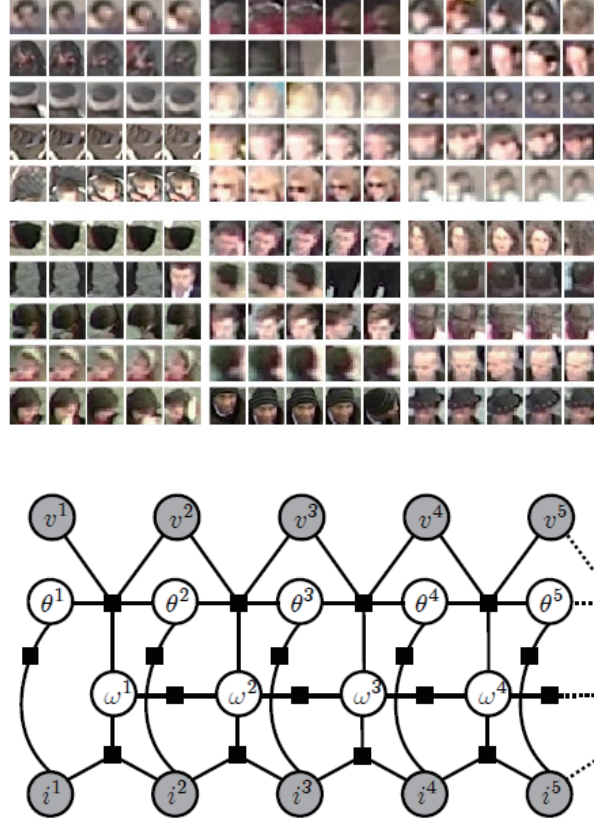 v¹ v² v³ v⁴ v⁵
θ¹ θ² θ³ θ⁴ θ⁵
ω¹ ω² ω³ ω⁴
i¹ i² i³ i⁴ i⁵